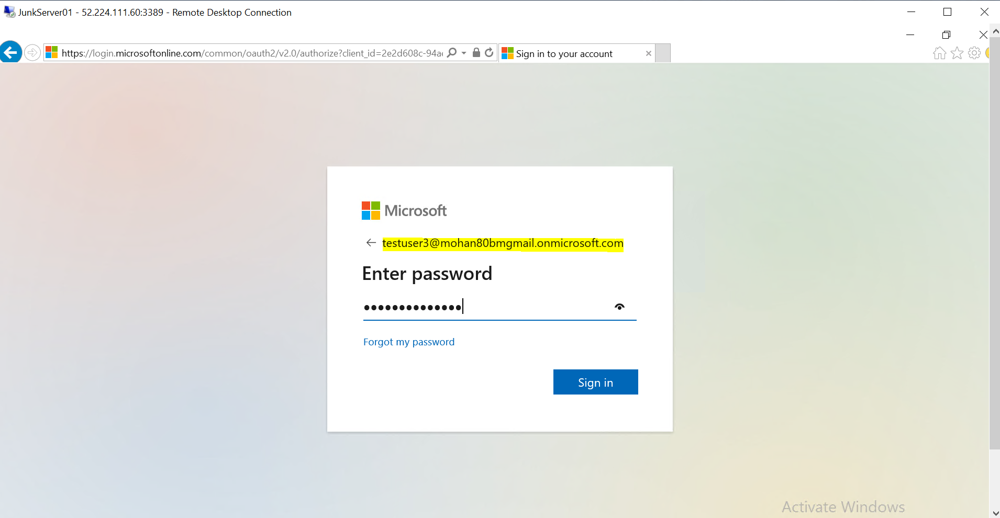 JunkServer01 - 52.224.111.60:3389 - Remote Desktop Connection
https://login.microsoftonline.com/common/oauth2/v2.0/authorize?client_id=2e2d608c-94a
Sign in to your account
Microsoft
testuser3@mohan80bmgmail.onmicrosoft.com
Enter password
Forgot my password
Sign in
Activate Windows